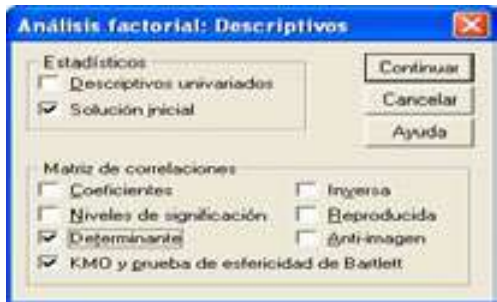 Análisis factorial: Descriptivos
Estadísticos
Descriptivos univariados
Solución inicial
Continuar
Cancelar
Ayuda
Matriz de correlaciones
Coeficientes
Inversa
Niveles de significación
Reproducida
Determinante
Anti-imagen
KMO y prueba de esfericidad de Bartlett